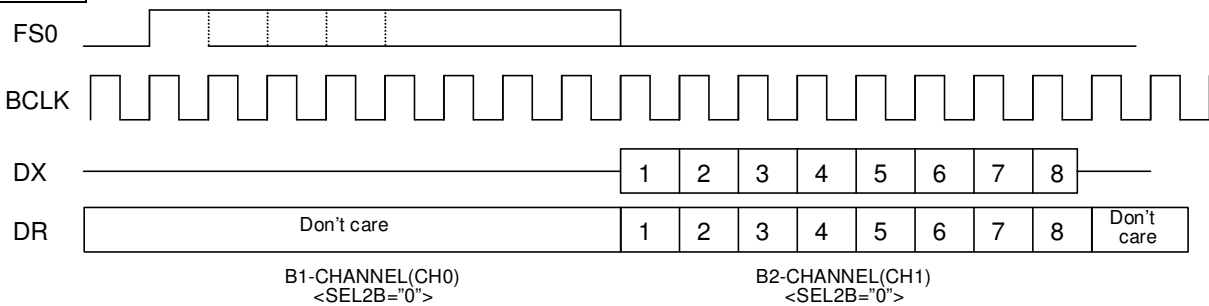 FS0
BCLK
DX
1 2 3 4 5 6 7 8
DR
Don't care
1 2 3 4 5 6 7 8
Don't
care
B1-CHANNEL(CH0)
<SEL2B="0">
B2-CHANNEL(CH1)
<SEL2B="0">